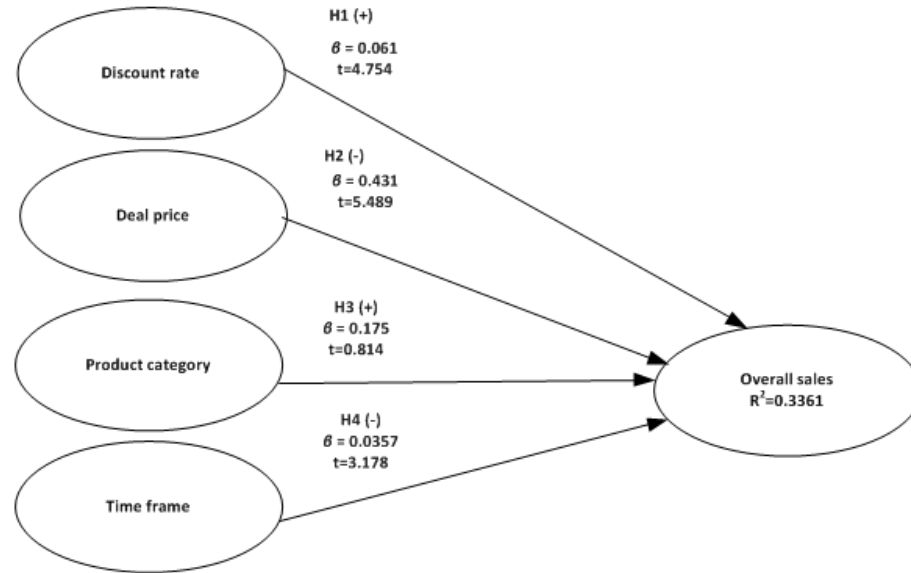 H1 (+)
β = 0.061
t=4.754
Discount rate
H2 (-)
β = 0.431
t=5.489
Deal price
H3 (+)
β = 0.175
t=0.814
Product category
Overall sales
R²=0.3361
H4 (-)
β = 0.0357
t=3.178
Time frame